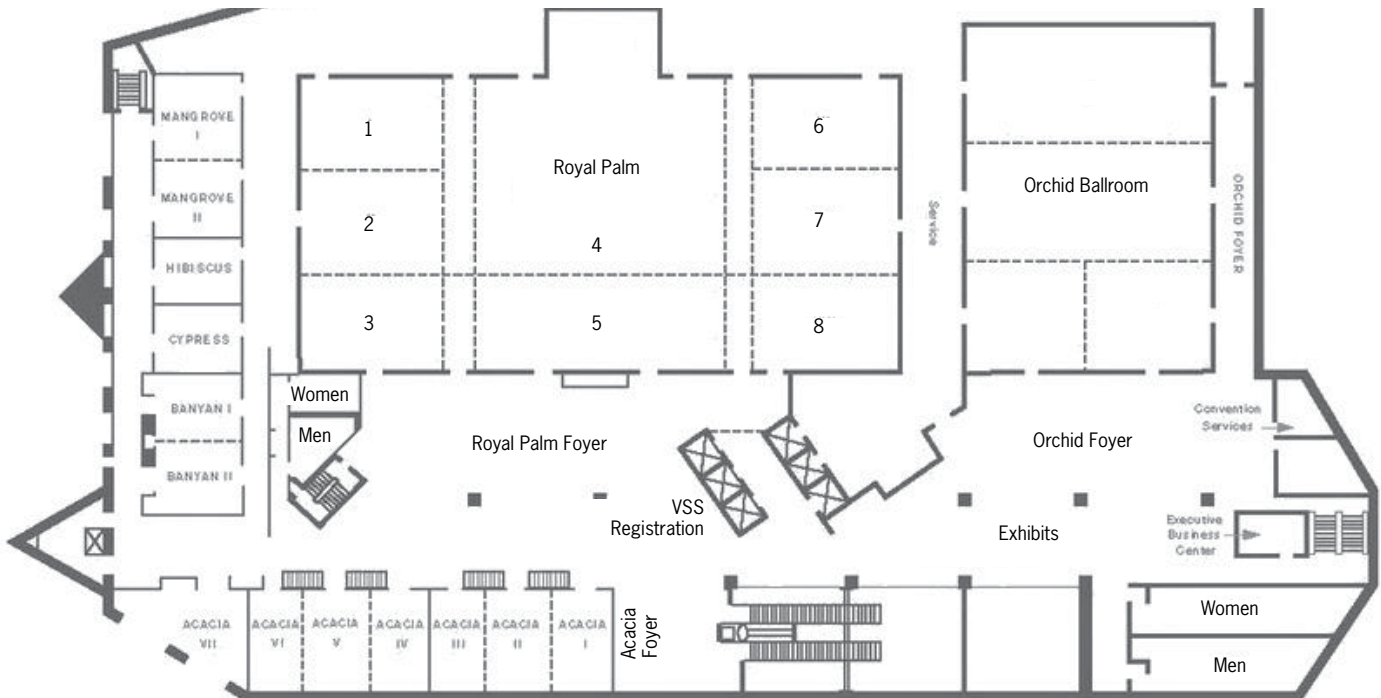 MANGROVE
I
MANGROVE
II
HIBISCUS
CYPRESS
BANYAN I
BANYAN II
1
2
3
Royal Palm
4
5
6
7
8
Service
Orchid Ballroom
ORCHID FOYER
Women
Men
Royal Palm Foyer
VSS
Registration
Orchid Foyer
Exhibits
Convention
Services
Executive
Business
Center
Women
Men
ACACIA
VII
ACACIA
VI
ACACIA
V
ACACIA
IV
ACACIA
III
ACACIA
II
ACACIA
I
Acacia
Foyer